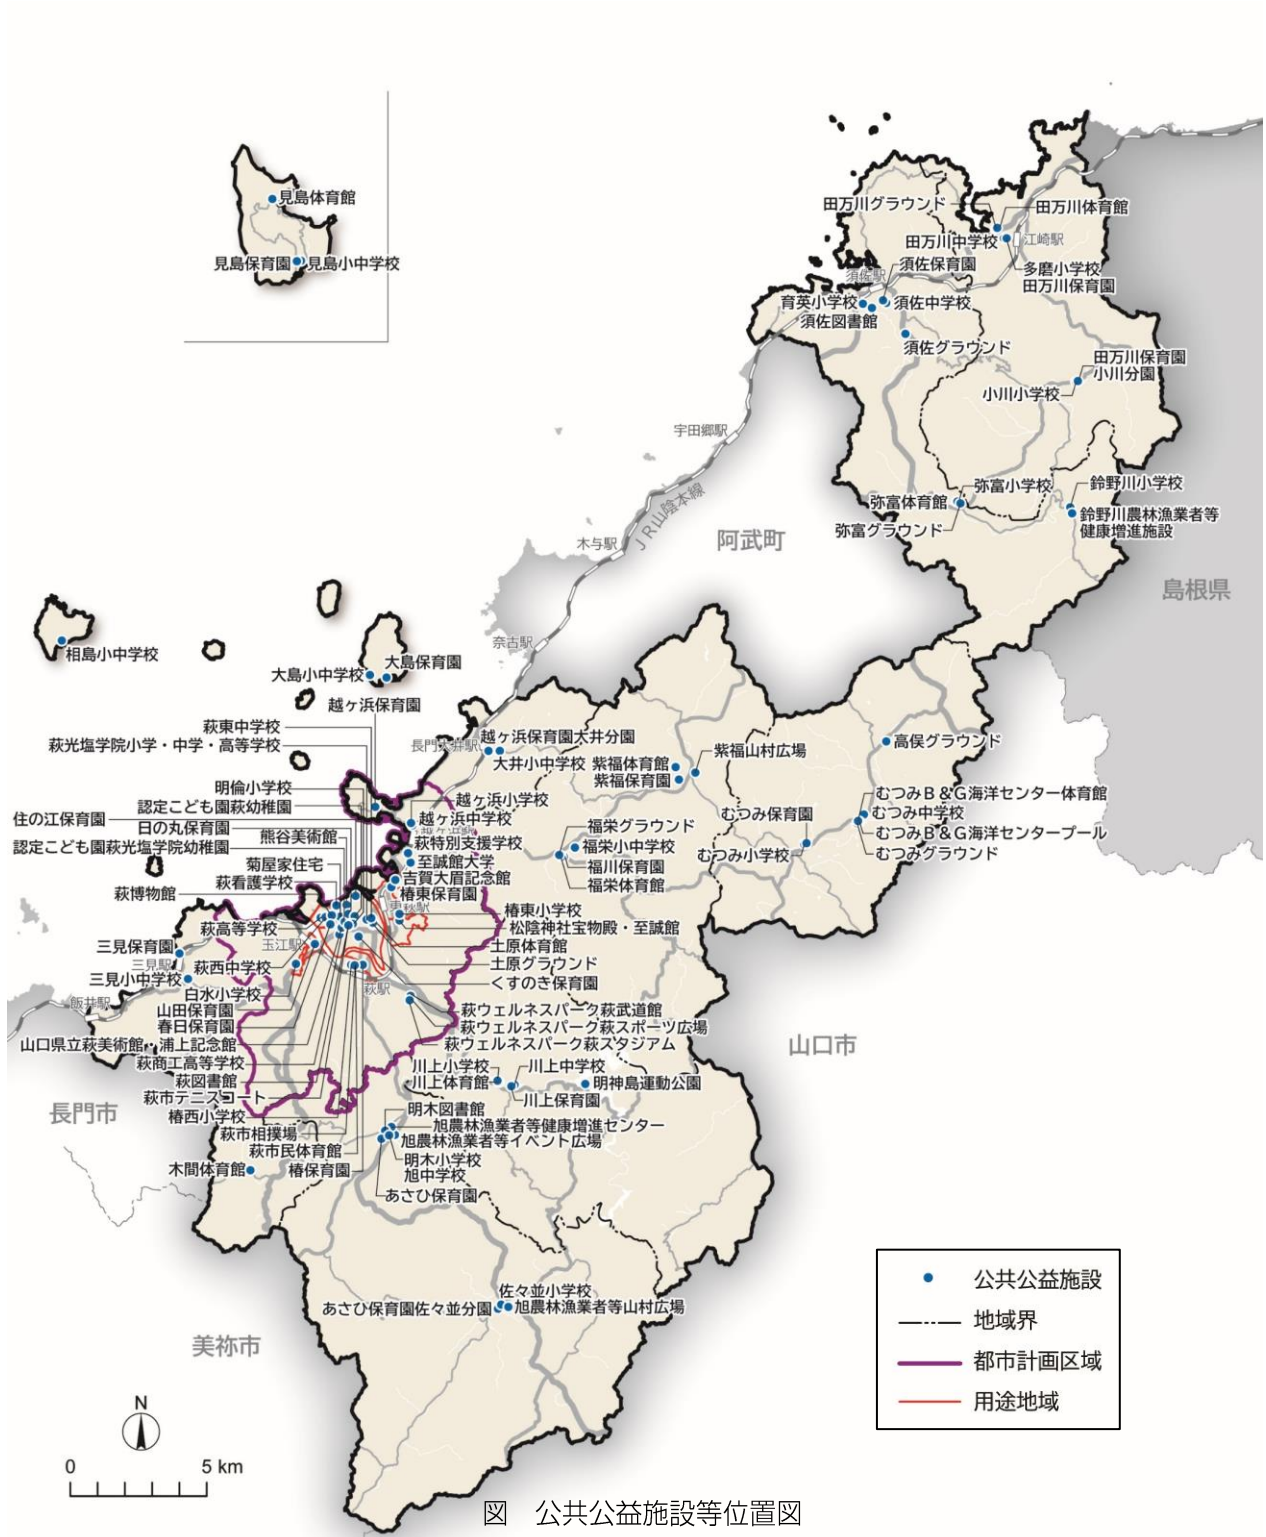 見島体育館
見島保育園
見島小中学校
田万川グラウンド
田万川体育館
田万川中学校
江崎駅
多磨小学校
田万川保育園
須佐駅
須佐保育園
育英小学校
須佐中学校
須佐図書館
須佐グラウンド
田万川保育園
小川分園
小川小学校
宇田郷駅
弥富小学校
鈴野川小学校
弥富体育館
鈴野川農林漁業者等
健康増進施設
弥富グラウンド
JR山陰本線
木与駅
阿武町
島根県
奈古駅
相島小中学校
大島小中学校
大島保育園
越ヶ浜保育園
萩東中学校
萩光塩学院小学・中学・高等学校
長門大井駅
越ヶ浜保育園大井分園
大井小中学校
紫福体育館
紫福保育園
紫福山村広場
高俣グラウンド
明倫小学校
認定こども園萩幼稚園
住の江保育園
日の丸保育園
熊谷美術館
認定こども園萩光塩学院幼稚園
菊屋家住宅
萩看護学校
萩博物館
越ヶ浜小学校
越ヶ浜中学校
越ヶ浜駅
萩特別支援学校
至誠館大学
吉賀大眉記念館
椿東保育園
東萩駅
福栄グラウンド
福栄小中学校
福川保育園
福栄体育館
むつみB&G海洋センター体育館
むつみ保育園
むつみ中学校
むつみB&G海洋センタープール
むつみ小学校
むつみグラウンド
椿東小学校
松陰神社宝物殿・至誠館
土原体育館
土原グラウンド
くすのき保育園
萩高等学校
玉江駅
三見保育園
三見駅
萩西中学校
三見小中学校
白水小学校
萩駅
飯井駅
山田保育園
春日保育園
山口県立萩美術館・浦上記念館
萩商工高等学校
萩図書館
萩市テニスコート
椿西小学校
萩市相撲場
萩市民体育館
木間体育館
椿保育園
萩ウェルネスパーク萩武道館
萩ウェルネスパーク萩スポーツ広場
萩ウェルネスパーク萩スタジアム
山口市
川上小学校
川上中学校
川上体育館
明神島運動公園
川上保育園
長門市
明木図書館
旭農林漁業者等健康増進センター
旭農林漁業者等イベント広場
明木小学校
旭中学校
あさひ保育園
佐々並小学校
あさひ保育園佐々並分園
旭農林漁業者等山村広場
美祢市
公共公益施設
地域界
都市計画区域
用途地域
N
0 5 km
図 公共公益施設等位置図